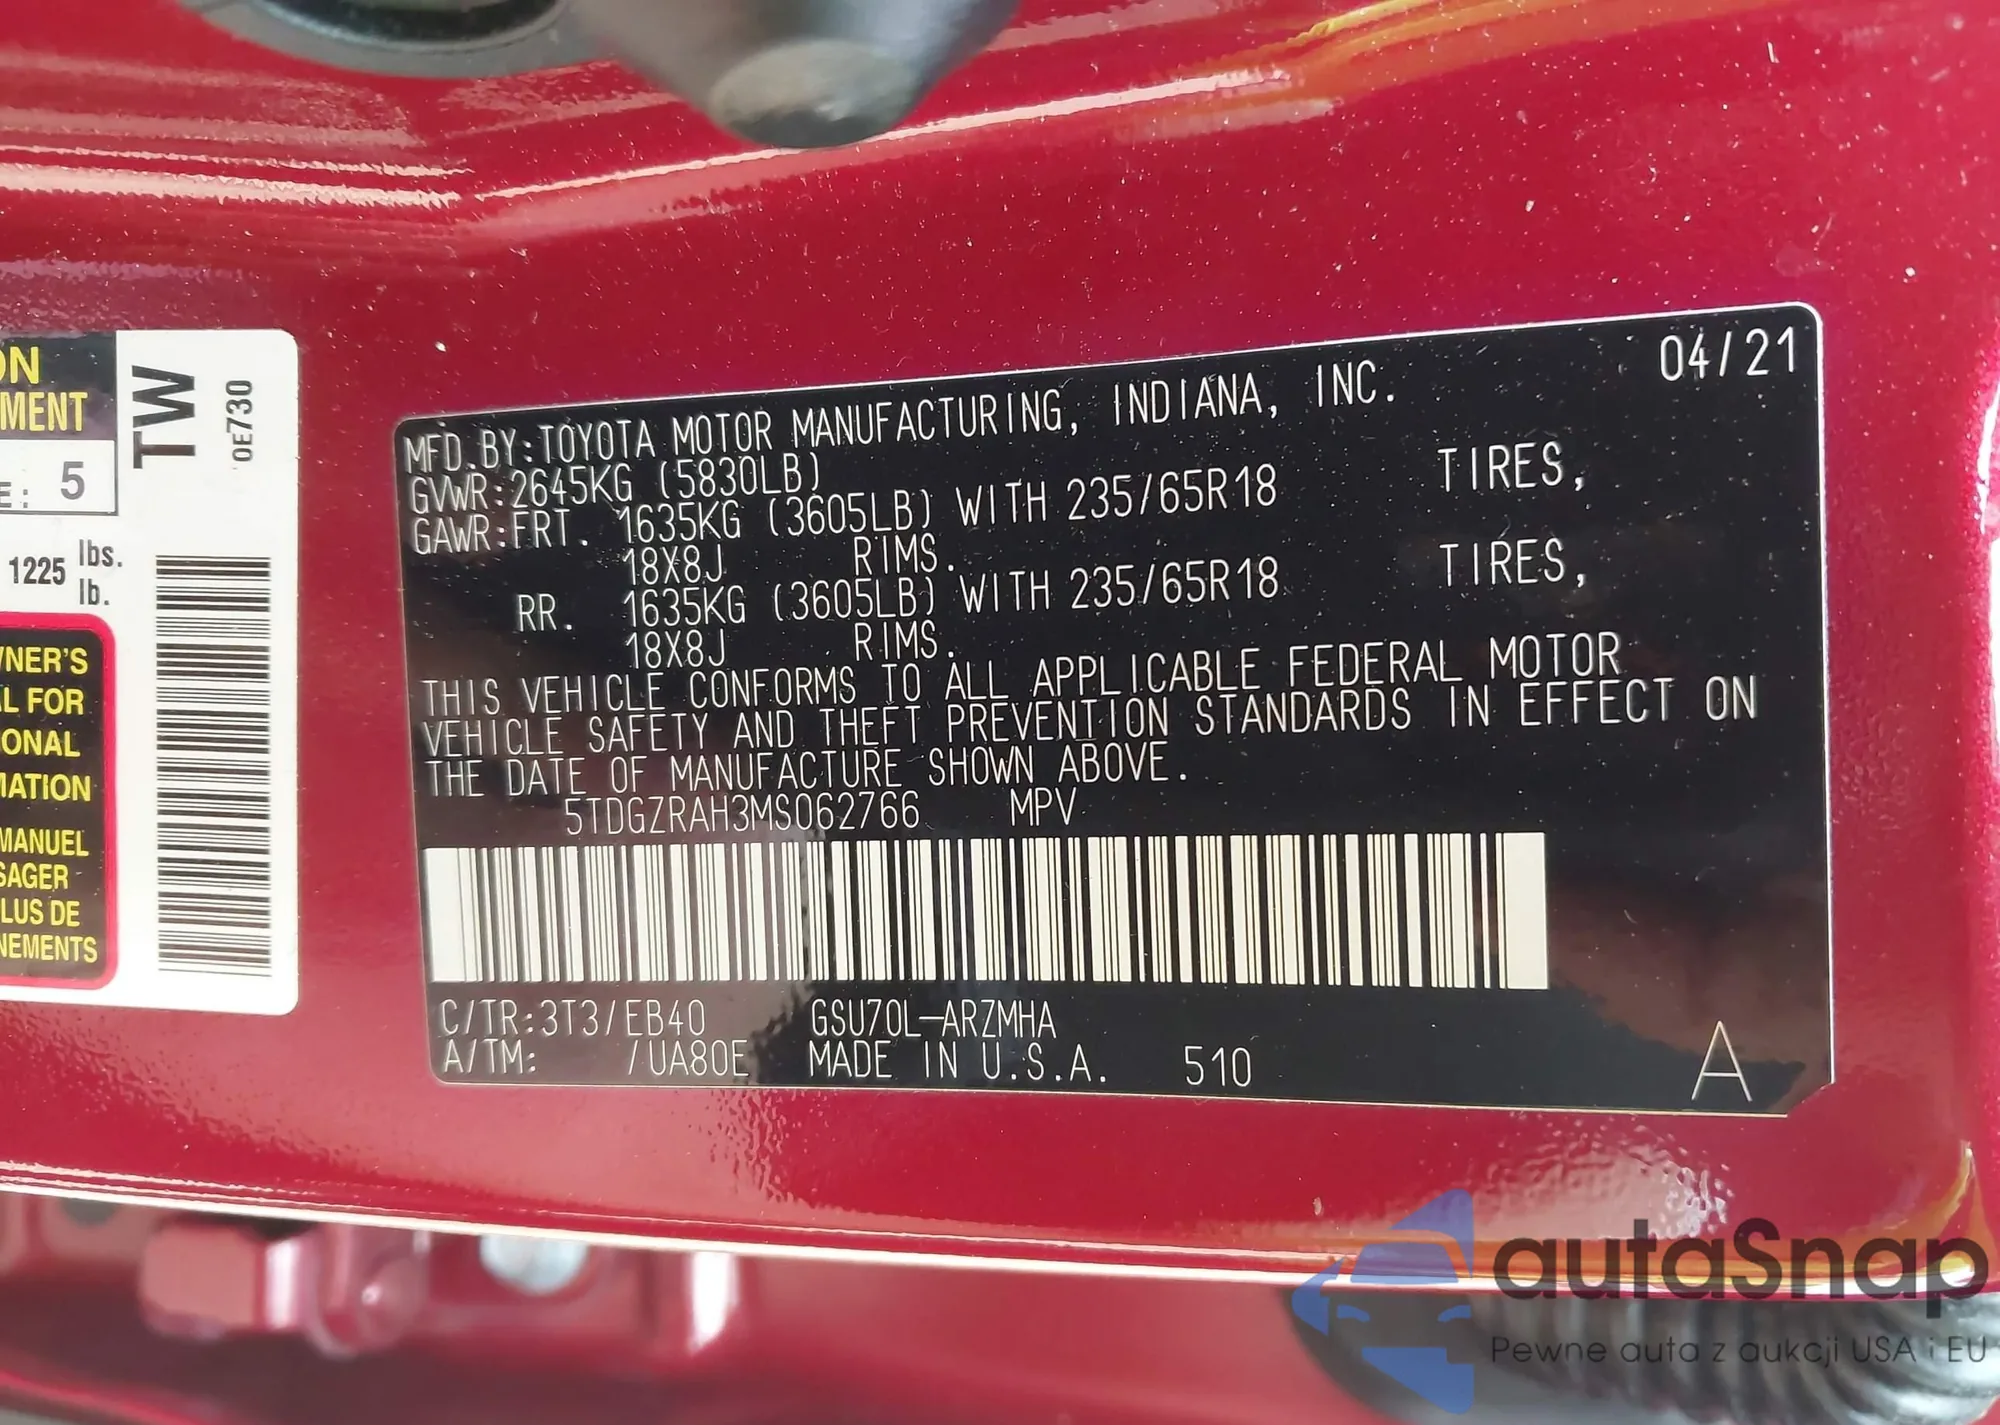 ON
MENT
E: 5
1225 lbs.
lb.
TW
0E730
NER'S
L FOR
ONAL
MATION
MANUEL
SAGER
LUS DE
NEMENTS
04/21
MFD.BY:TOYOTA MOTOR MANUFACTURING, INDIANA, INC.
GVWR:2645KG (5830LB)
GAWR:FRT. 1635KG (3605LB) WITH 235/65R18 TIRES,
18X8J RIMS.
RR. 1635KG (3605LB) WITH 235/65R18 TIRES,
18X8J RIMS.
THIS VEHICLE CONFORMS TO ALL APPLICABLE FEDERAL MOTOR
VEHICLE SAFETY AND THEFT PREVENTION STANDARDS IN EFFECT ON
THE DATE OF MANUFACTURE SHOWN ABOVE.
5TDGZRAH3MS062766 MPV
C/TR:3T3/EB40 GSU70L-ARZMHA
A/TM: /UA80E MADE IN U.S.A. 510
A
autaSnap
Pewne auta z aukcji USA i EU